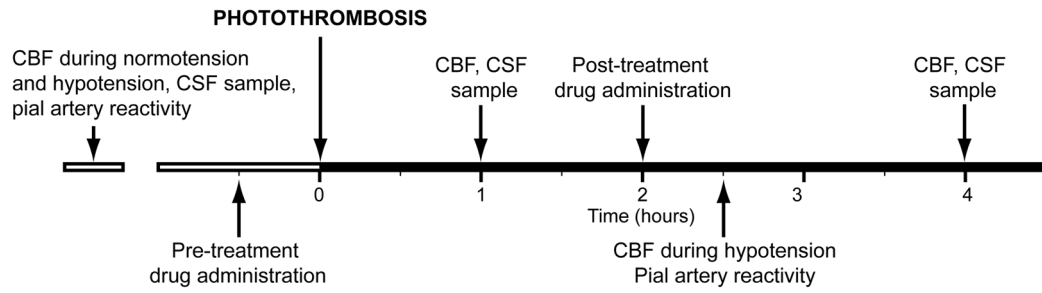 PHOTOTHROMBOSIS
CBF during normotension
and hypotension, CSF sample,
pial artery reactivity
CBF, CSF
sample
Post-treatment
drug administration
CBF, CSF
sample
0
1
2
3
4
Time (hours)
Pre-treatment
drug administration
CBF during hypotension
Pial artery reactivity